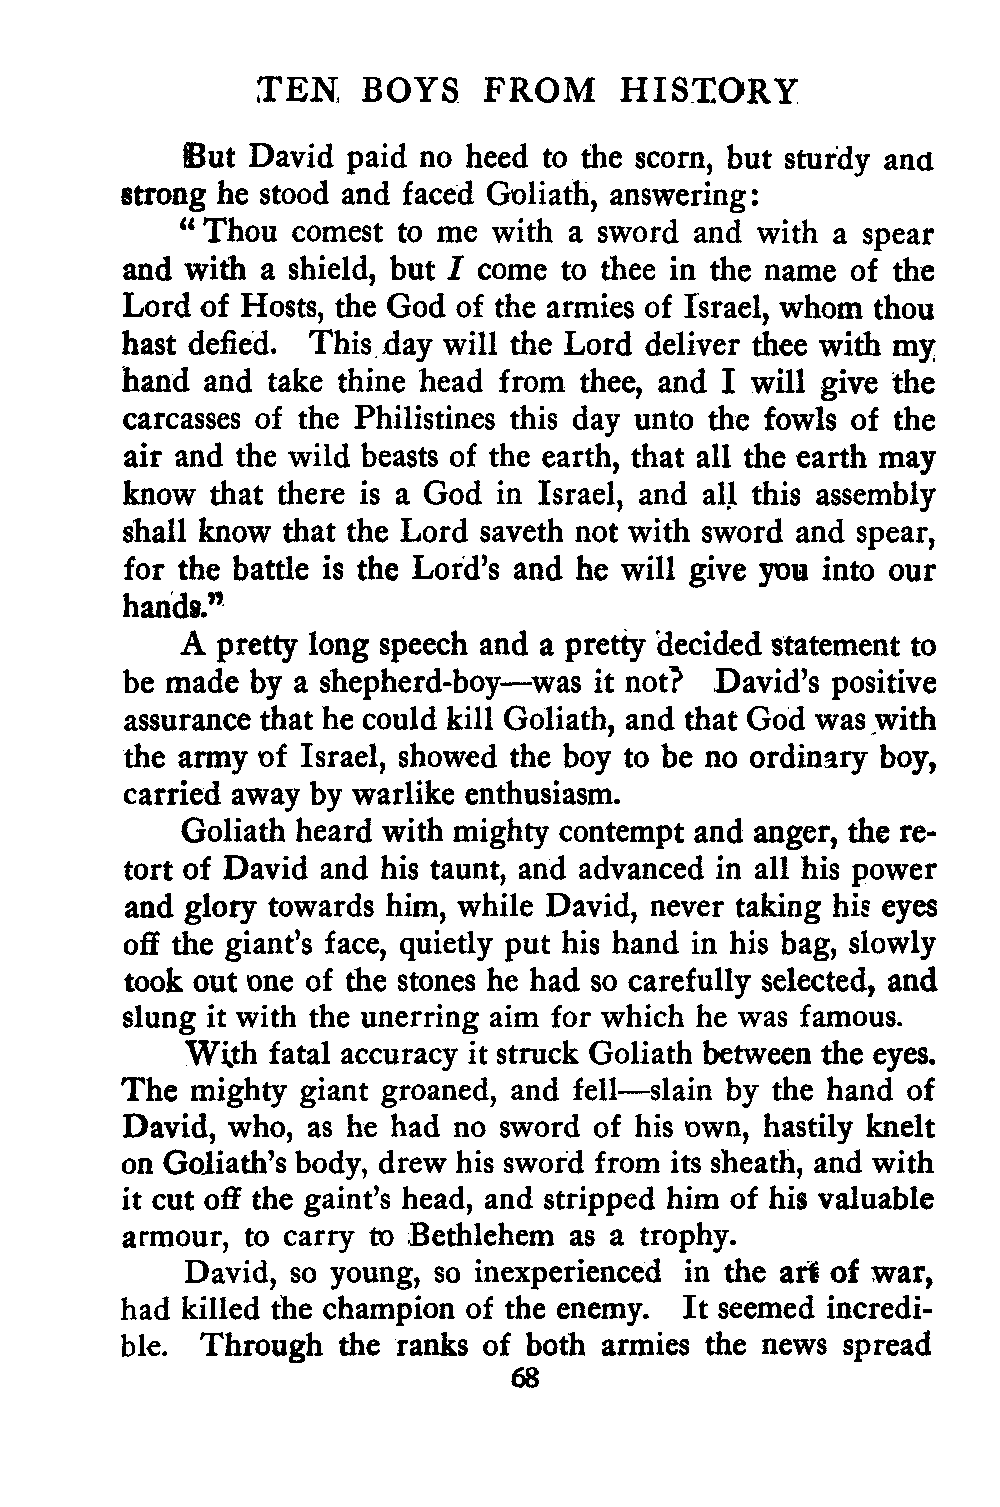 TEN BOYS FROM HISTORY
But David paid no heed to the scorn, but sturdy and
strong he stood and faced Goliath, answering:
“Thou comest to me with a sword and with a spear
and with a shield, but I come to thee in the name of the
Lord of Hosts, the God of the armies of Israel, whom thou
hast defied. This day will the Lord deliver thee with my
hand and take thine head from thee, and I will give the
carcasses of the Philistines this day unto the fowls of the
air and the wild beasts of the earth, that all the earth may
know that there is a God in Israel, and all this assembly
shall know that the Lord saveth not with sword and spear,
for the battle is the Lord's and he will give you into our
hands.”
A pretty long speech and a pretty decided statement to
be made by a shepherd-boy—was it not? David's positive
assurance that he could kill Goliath, and that God was with
the army of Israel, showed the boy to be no ordinary boy,
carried away by warlike enthusiasm.
Goliath heard with mighty contempt and anger, the re-
tort of David and his taunt, and advanced in all his power
and glory towards him, while David, never taking his eyes
off the giant's face, quietly put his hand in his bag, slowly
took out one of the stones he had so carefully selected, and
slung it with the unerring aim for which he was famous.
With fatal accuracy it struck Goliath between the eyes.
The mighty giant groaned, and fell—slain by the hand of
David, who, as he had no sword of his own, hastily knelt
on Goliath's body, drew his sword from its sheath, and with
it cut off the gaint's head, and stripped him of his valuable
armour, to carry to Bethlehem as a trophy.
David, so young, so inexperienced in the art of war,
had killed the champion of the enemy. It seemed incredi-
ble. Through the ranks of both armies the news spread
68